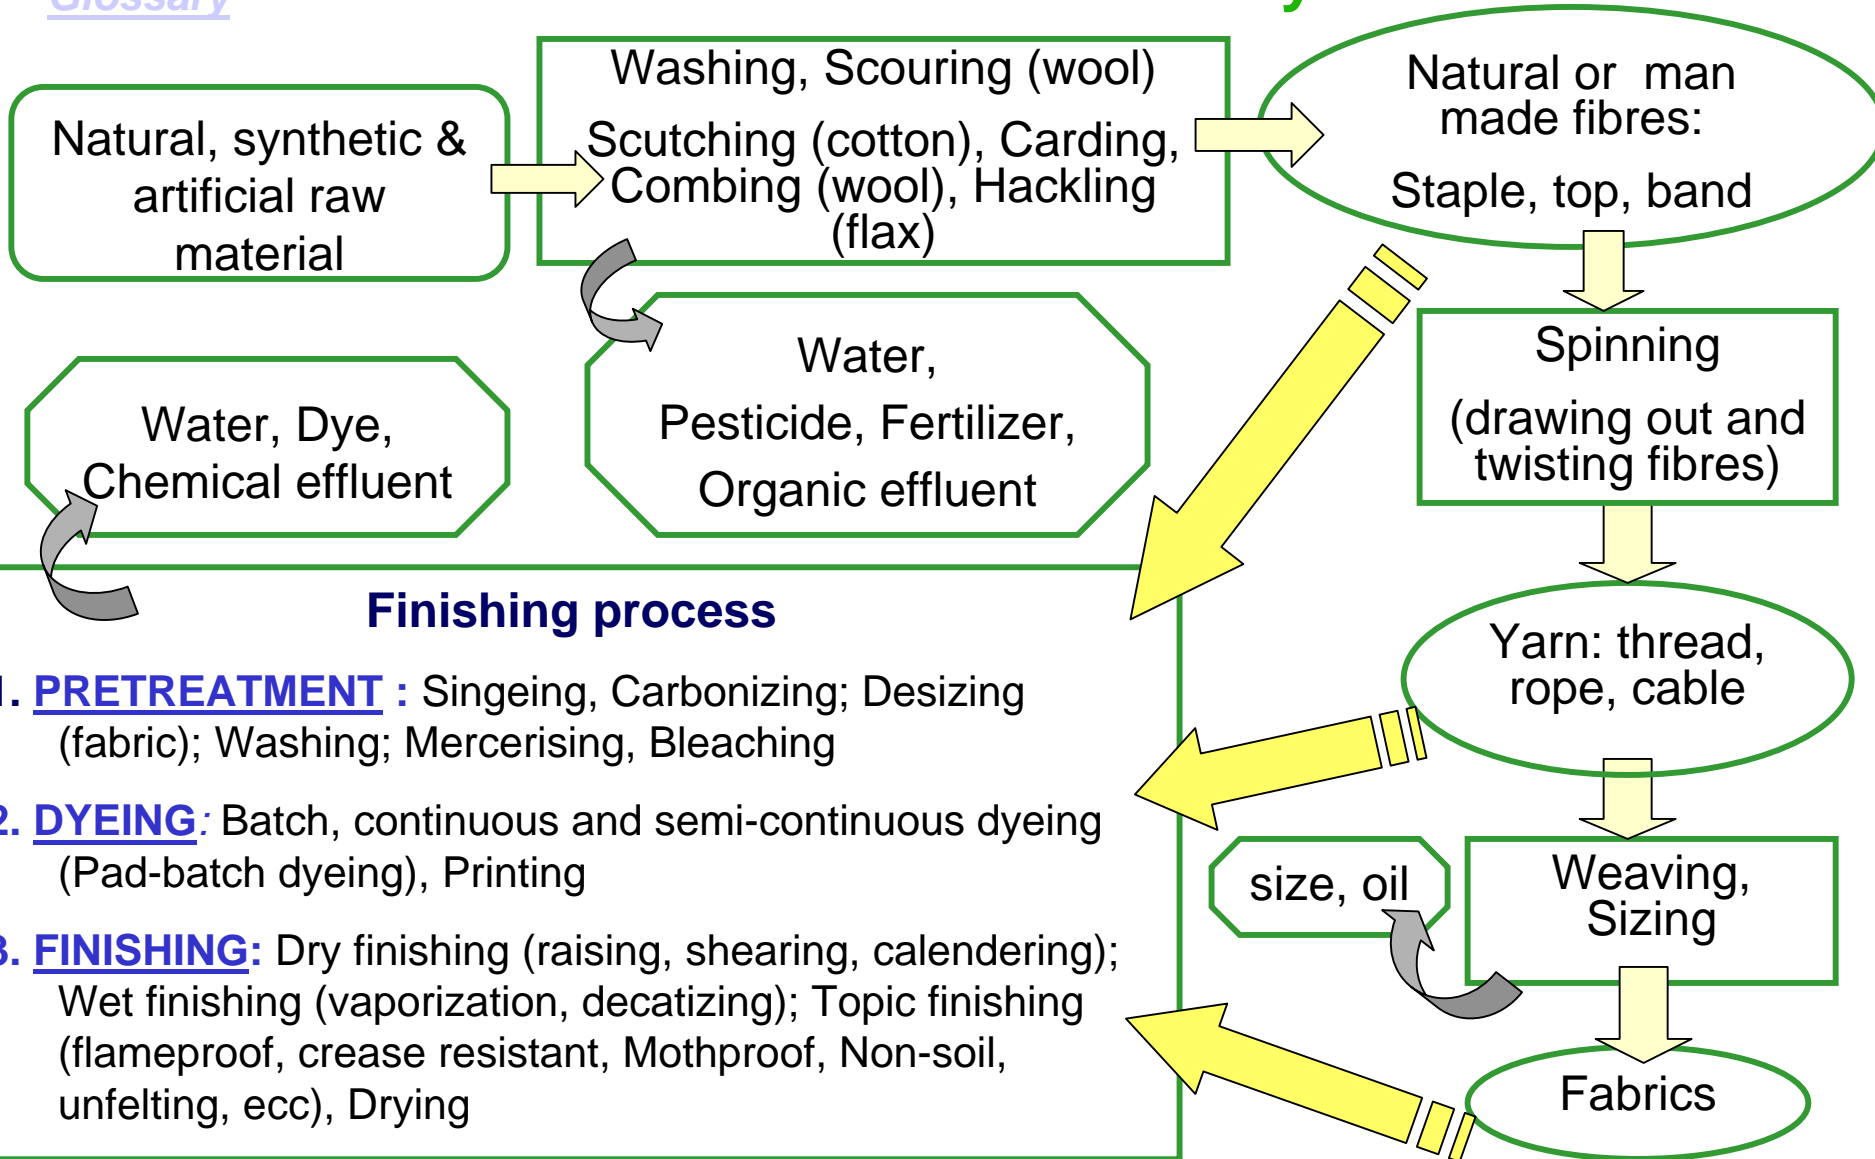 Glossary
Natural, synthetic &
artificial raw
material
Washing, Scouring (wool)
Scutching (cotton), Carding,
Combing (wool), Hackling
(flax)
Natural or man
made fibres:
Staple, top, band
Water, Dye,
Chemical effluent
Water,
Pesticide, Fertilizer,
Organic effluent
Spinning
(drawing out and
twisting fibres)
Yarn: thread,
rope, cable
size, oil
Weaving,
Sizing
Fabrics
Finishing process
1. PRETREATMENT : Singeing, Carbonizing; Desizing
(fabric); Washing; Mercerising, Bleaching
2. DYEING: Batch, continuous and semi-continuous dyeing
(Pad-batch dyeing), Printing
3. FINISHING: Dry finishing (raising, shearing, calendering);
Wet finishing (vaporization, decatizing); Topic finishing
(flameproof, crease resistant, Mothproof, Non-soil,
unfelting, ecc), Drying